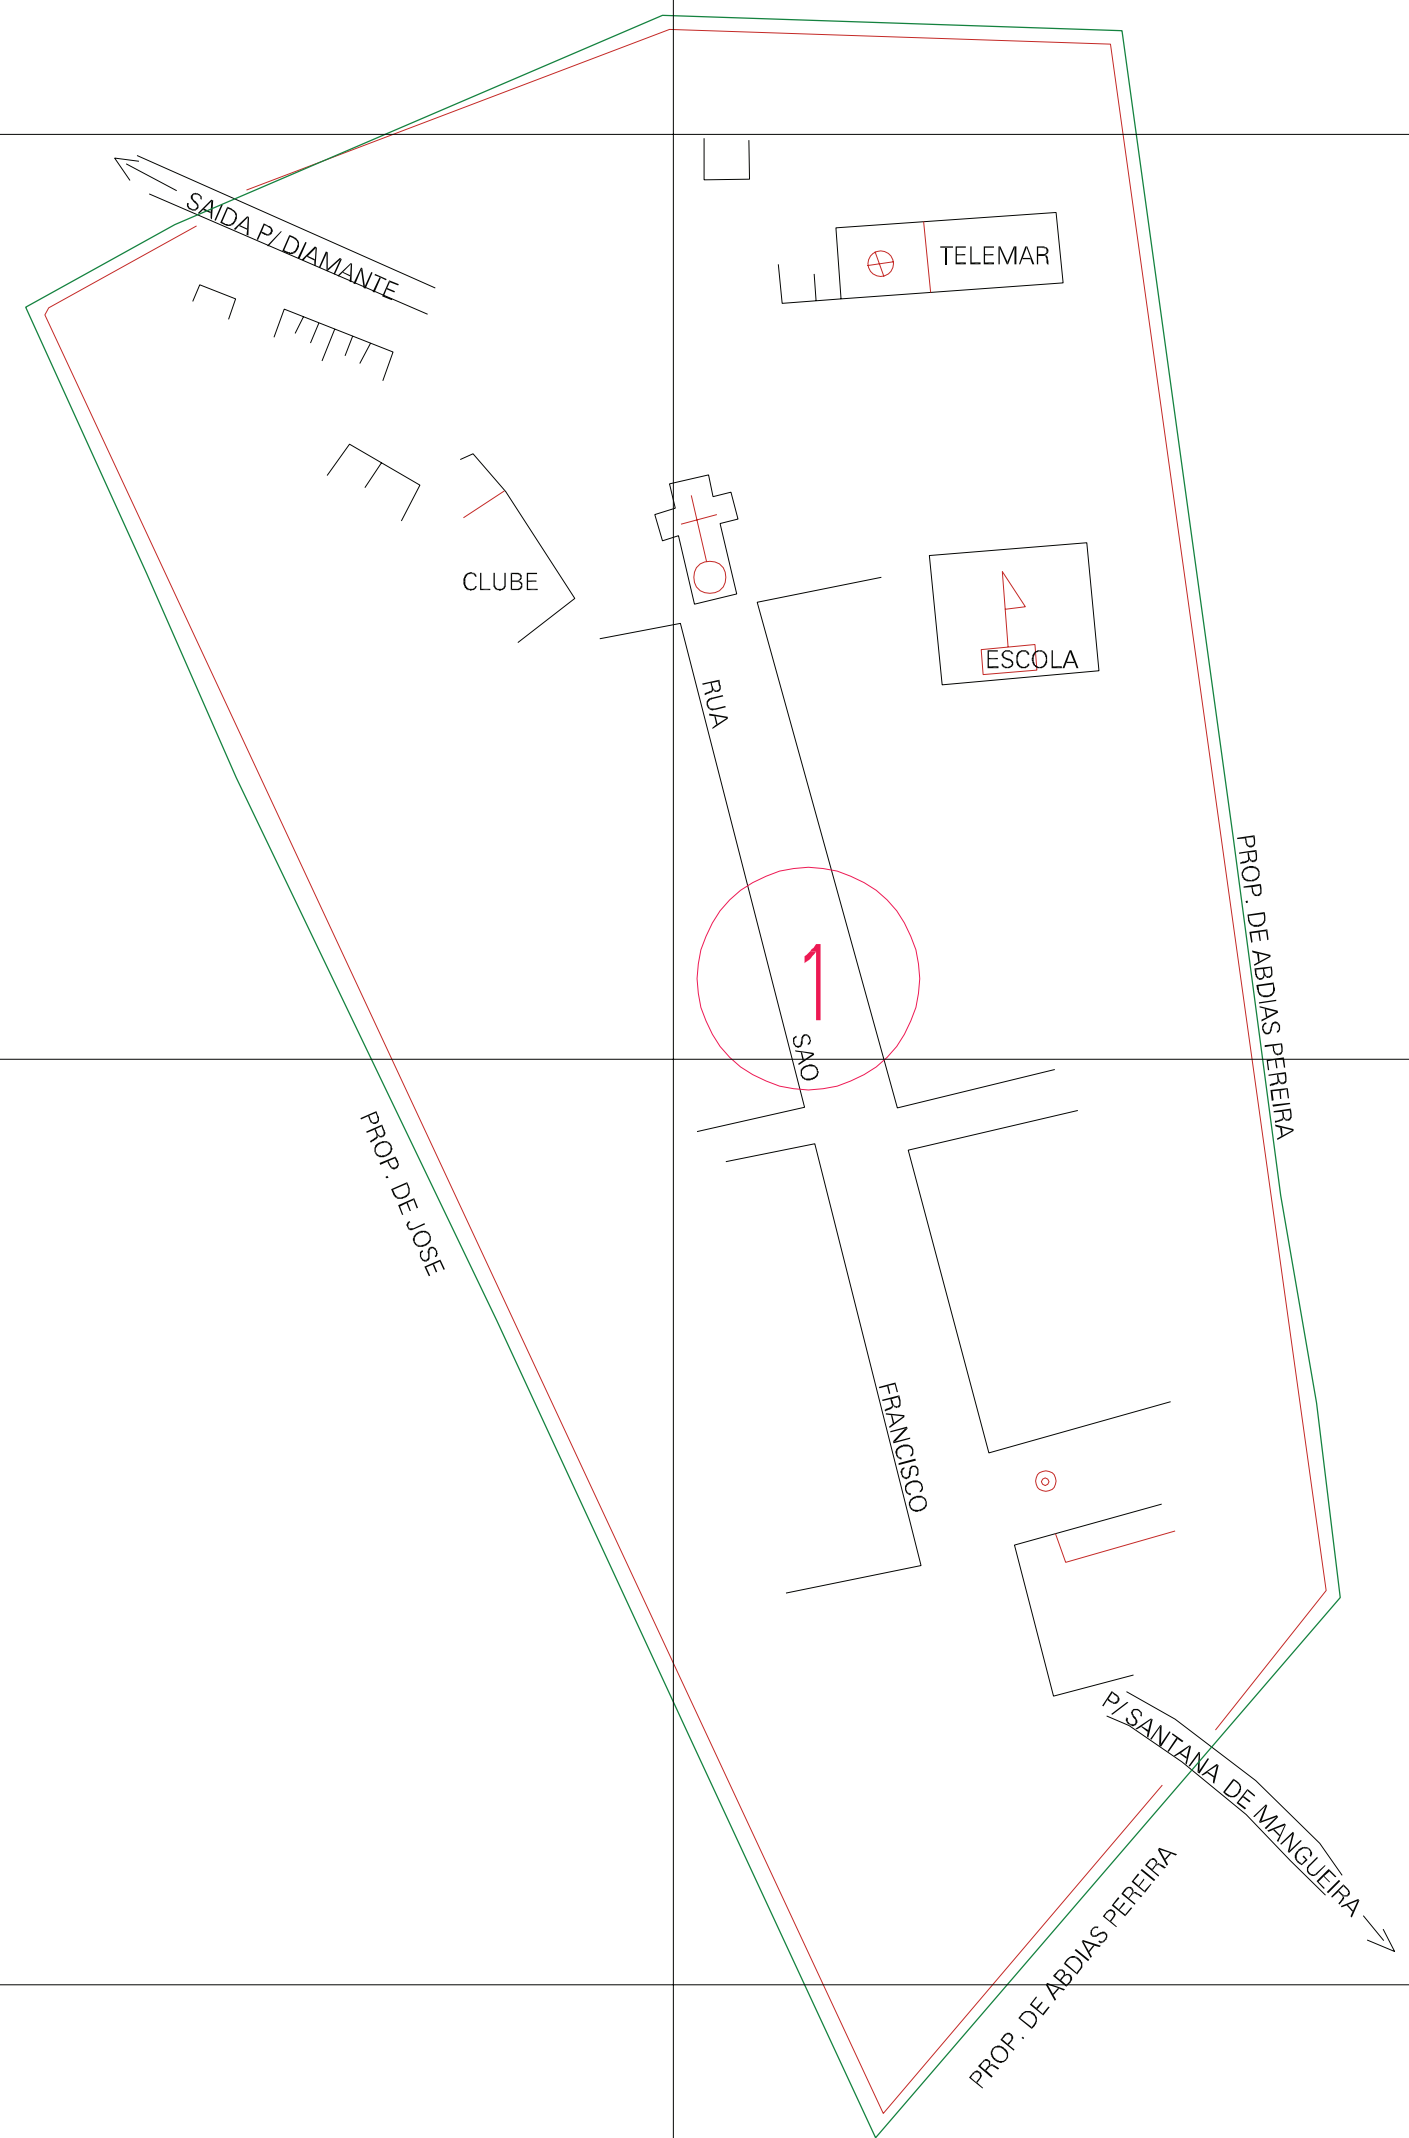 SAIDA P/ DIAMANTE
TELEMAR
CLUBE
ESCOLA
RUA
SAO
FRANCISCO
1
PROP. DE ABDIAS PEREIRA
PROP. DE JOSE
P/ SANTANA DE MANGUEIRA
PROP. DE ABDIAS PEREIRA